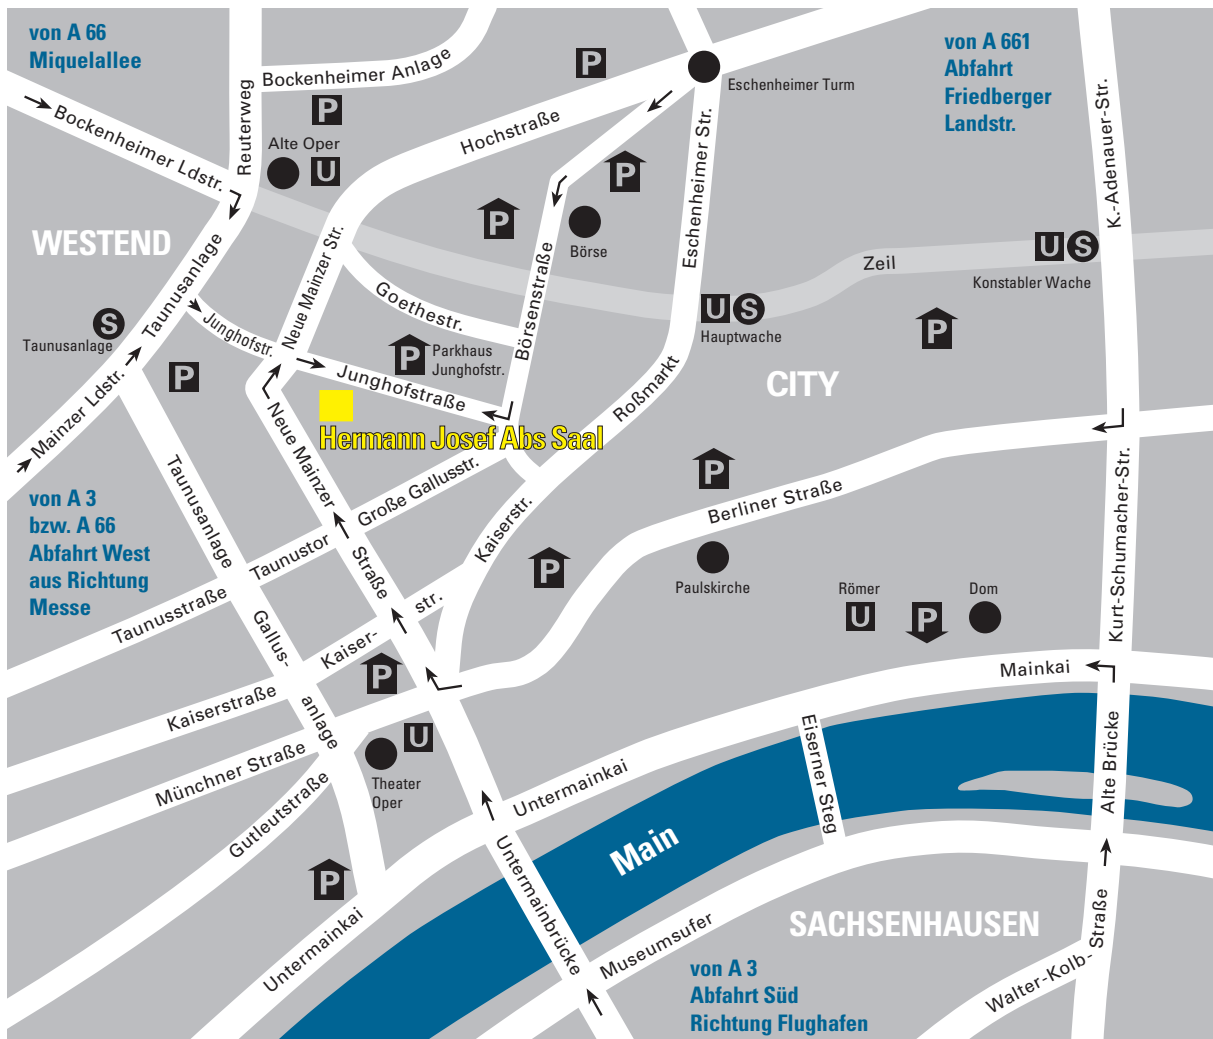 von A 66
Miquelallee
Bockenheimer Anlage
P
P
Eschenheimer Turm
von A 661
Abfahrt
Friedberger
Landstr.
Reuterweg
Bockenheimer Ldstr.
Alte Oper
U
Hochstraße
P
P
Eschenheimer Str.
K.-Adenauer-Str.
WESTEND
Taunusanlage
Neue Mainzer Str.
Börse
Börsenstraße
Zeil
U S
Konstabler Wache
Goethestr.
U S
Hauptwache
P
S
Taunusanlage
Junghofstr.
P
Parkhaus
Junghofstr.
P
Junghofstraße
Roßmarkt
CITY
Mainzer Ldstr.
Hermann Josef Abs Saal
Neue Mainzer
Straße
Große Gallusstr.
P
Berliner Straße
Kurt-Schumacher-Str.
von A 3
bzw. A 66
Abfahrt West
aus Richtung
Messe
Taunusanlage
Taunustor
Taunusstraße
Kaiserstr.
P
Paulskirche
Römer
U
P
Dom
Gallus-
anlage
Kaiser-
str.
Kaiserstraße
P
Mainkai
Münchner Straße
U
Theater
Oper
Gutleutstraße
Untermainkai
Eiserner Steg
Alte Brücke
Main
P
Untermainkai
Untermainbrücke
Museumsufer
SACHSENHAUSEN
Walter-Kolb-
Straße
von A 3
Abfahrt Süd
Richtung Flughafen